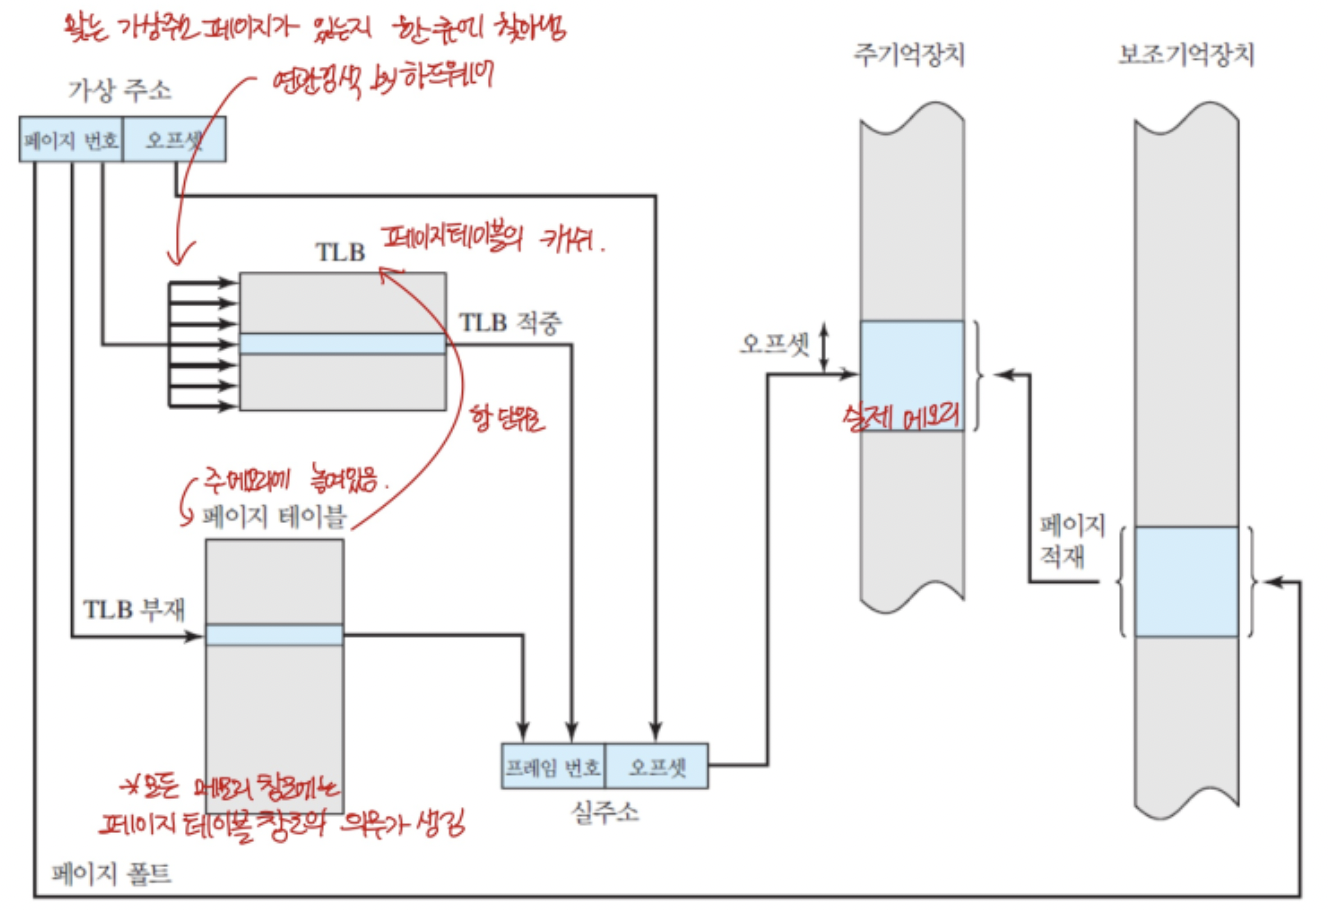 맞는 가상주소 페이지가 있는지 한순에 찾아냄
연관검색 by 하드웨어
가상 주소
페이지 번호
오프셋
주기억장치
보조기억장치
TLB
페이지테이블의 캐쉬.
TLB 적중
오프셋
실제 메모리
항 단위로
주메모리에 놓여있음.
페이지 테이블
페이지
적재
TLB 부재
프레임 번호
오프셋
실주소
*모든 메모리 참조에는
페이지 테이블 참조의 의무가 생김
페이지 폴트